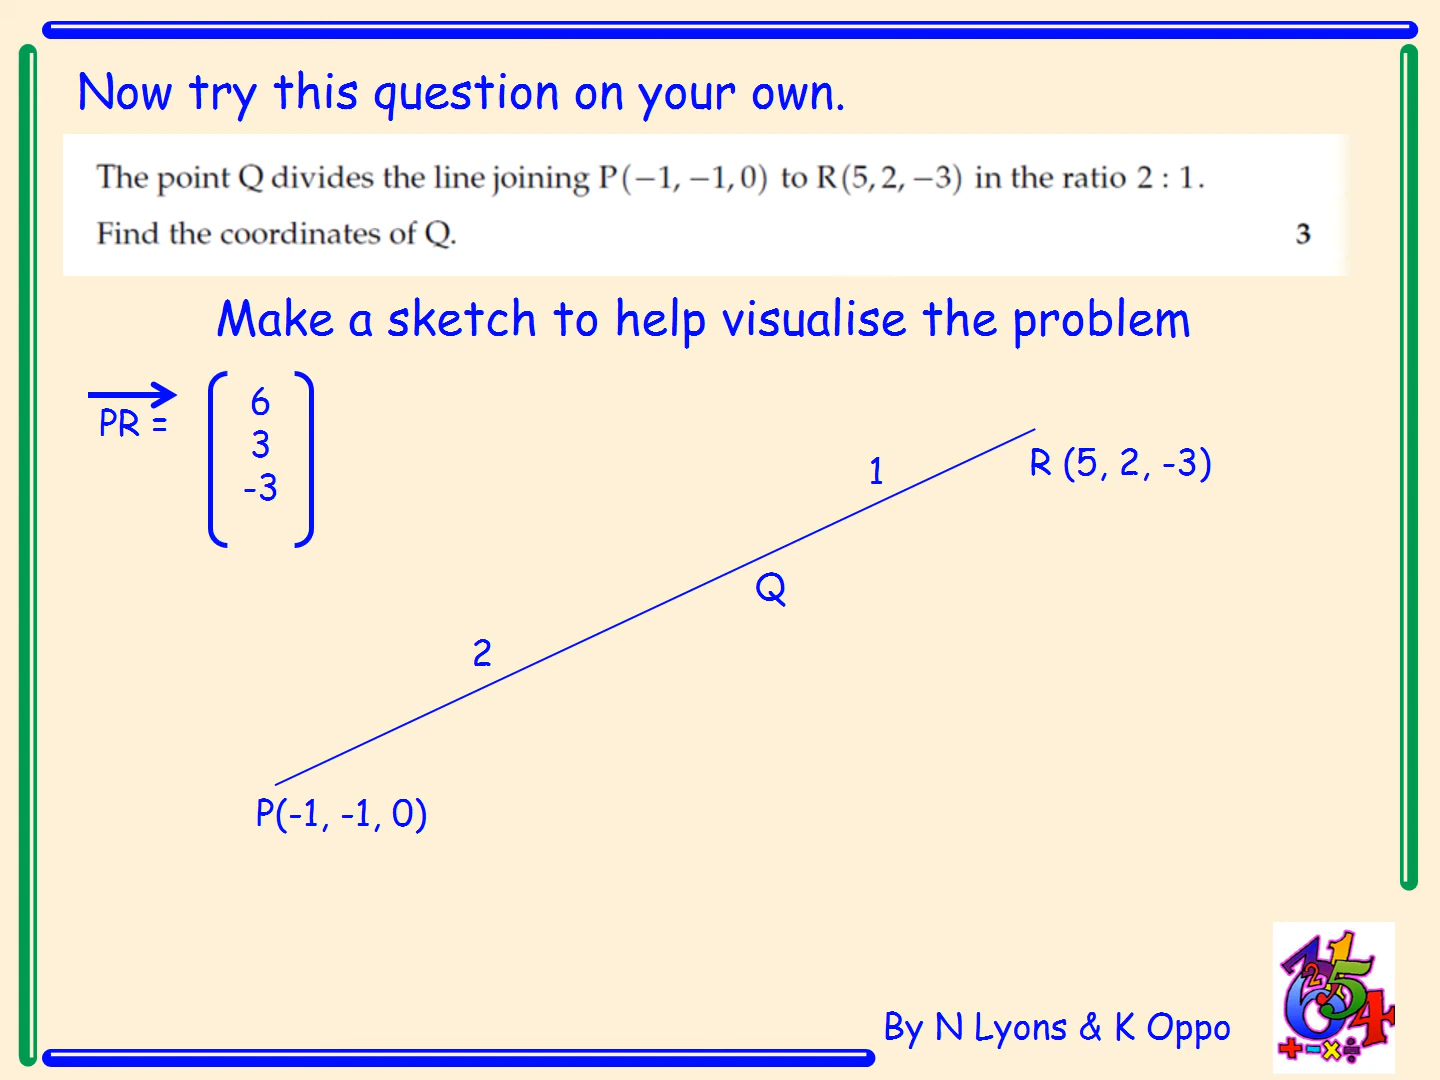 Now try this question on your own.
The point Q divides the line joining P(−1, −1, 0) to R(5, 2, −3) in the ratio 2 : 1.
Find the coordinates of Q. 3
Make a sketch to help visualise the problem
PR =
6
3
-3
1
R (5, 2, -3)
Q
2
P(-1, -1, 0)
By N Lyons & K Oppo